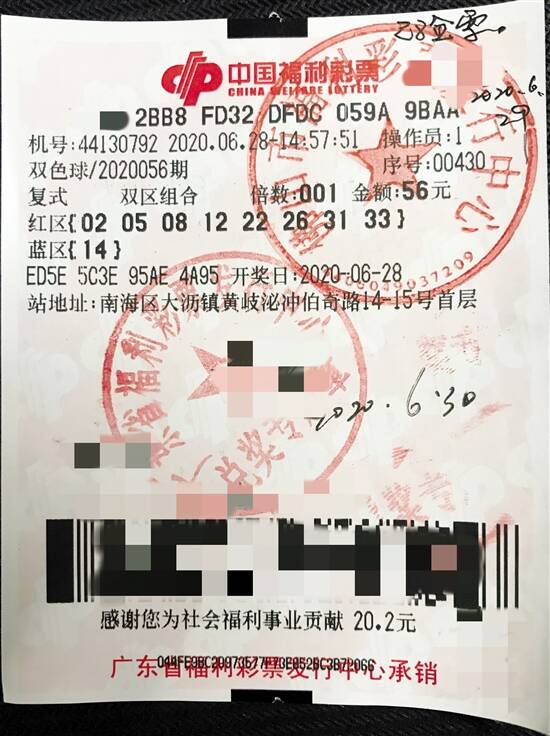 已验票
中国福利彩票
CHINA WELFARE LOTTERY
2020.6.29
2BB8 FD32 DFDC 059A 9BAA
机号:44130792 2020.06.28-14:57:51 操作员:1
双色球/2020056期 序号:00430
复式 双区组合 倍数:001 金额:56元
红区{02 05 08 12 22 26 31 33}
蓝区{14}
ED5E 5C3E 95AE 4A95 开奖日:2020-06-28
站地址:南海区大沥镇黄岐泌冲伯奇路14-15号首层
2020.6.30
感谢您为社会福利事业贡献 20.2元
广东省福利彩票发行中心承销